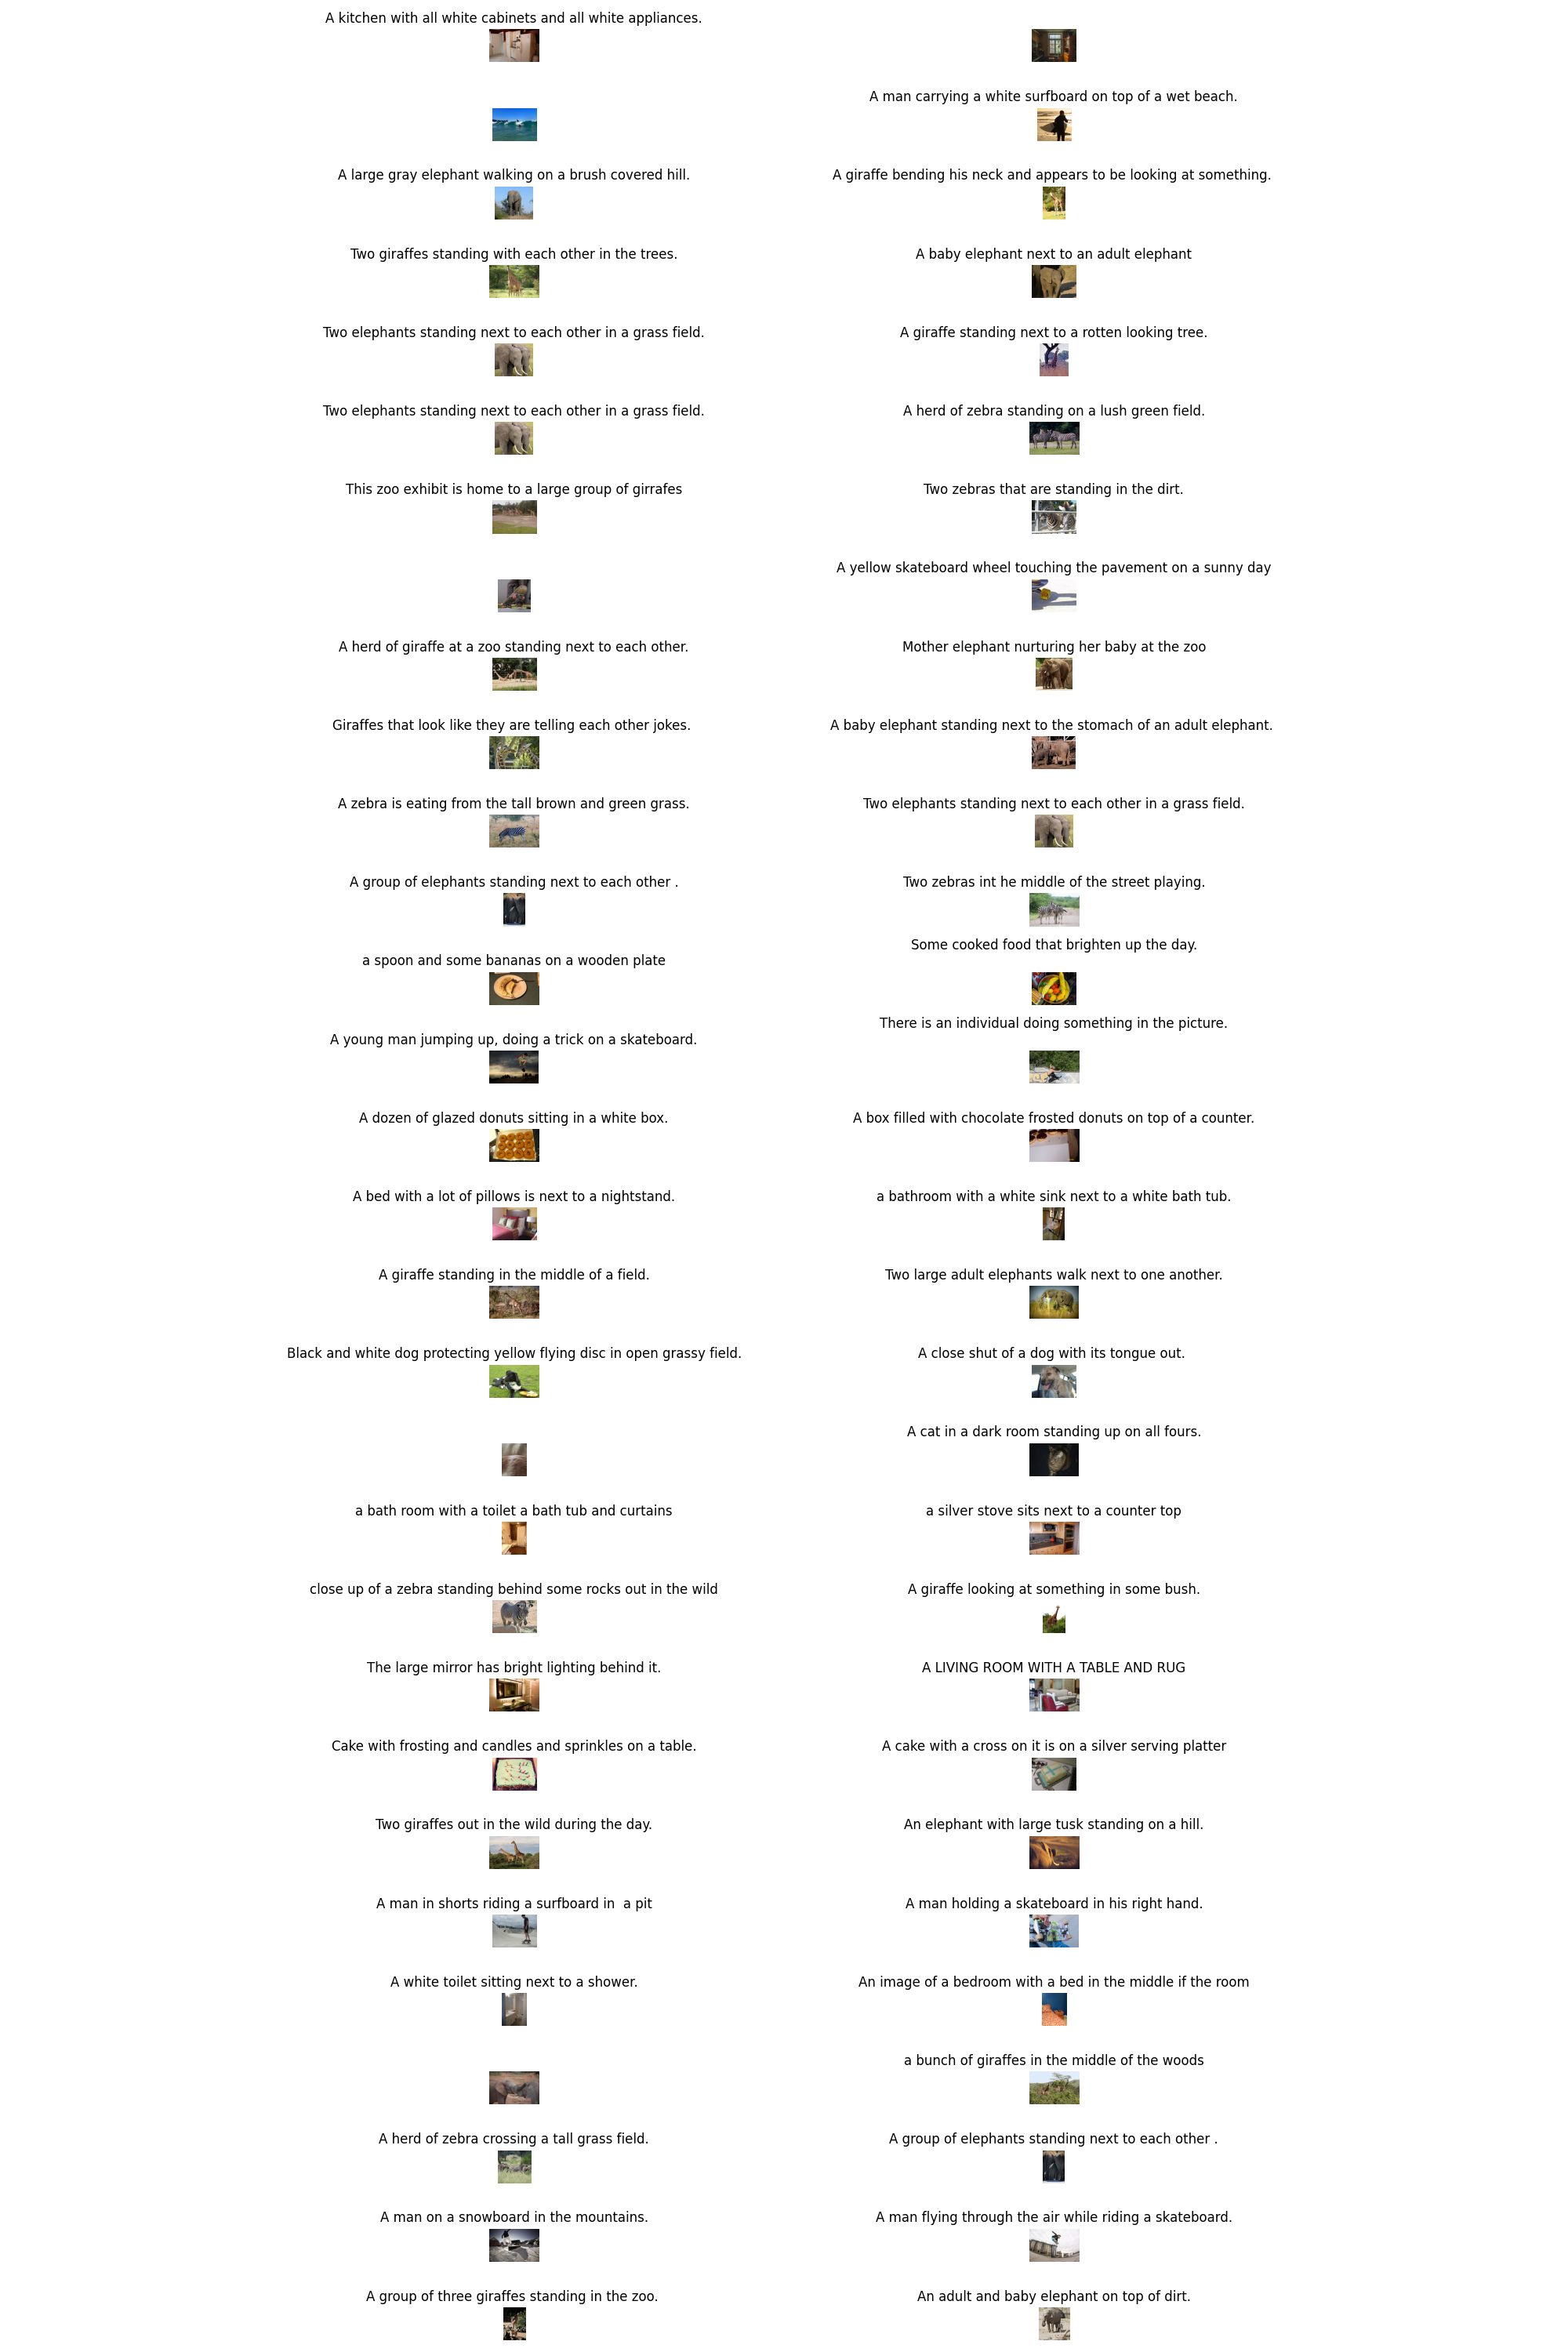 A kitchen with all white cabinets and all white appliances.
A man carrying a white surfboard on top of a wet beach.
A large gray elephant walking on a brush covered hill.
A giraffe bending his neck and appears to be looking at something.
Two giraffes standing with each other in the trees.
A baby elephant next to an adult elephant
Two elephants standing next to each other in a grass field.
A giraffe standing next to a rotten looking tree.
Two elephants standing next to each other in a grass field.
A herd of zebra standing on a lush green field.
This zoo exhibit is home to a large group of girrafes
Two zebras that are standing in the dirt.
A yellow skateboard wheel touching the pavement on a sunny day
A herd of giraffe at a zoo standing next to each other.
Mother elephant nurturing her baby at the zoo
Giraffes that look like they are telling each other jokes.
A baby elephant standing next to the stomach of an adult elephant.
A zebra is eating from the tall brown and green grass.
Two elephants standing next to each other in a grass field.
A group of elephants standing next to each other .
Two zebras int he middle of the street playing.
a spoon and some bananas on a wooden plate
Some cooked food that brighten up the day.
A young man jumping up, doing a trick on a skateboard.
There is an individual doing something in the picture.
A dozen of glazed donuts sitting in a white box.
A box filled with chocolate frosted donuts on top of a counter.
A bed with a lot of pillows is next to a nightstand.
a bathroom with a white sink next to a white bath tub.
A giraffe standing in the middle of a field.
Two large adult elephants walk next to one another.
Black and white dog protecting yellow flying disc in open grassy field.
A close shut of a dog with its tongue out.
A cat in a dark room standing up on all fours.
a bath room with a toilet a bath tub and curtains
a silver stove sits next to a counter top
close up of a zebra standing behind some rocks out in the wild
A giraffe looking at something in some bush.
The large mirror has bright lighting behind it.
A LIVING ROOM WITH A TABLE AND RUG
Cake with frosting and candles and sprinkles on a table.
A cake with a cross on it is on a silver serving platter
Two giraffes out in the wild during the day.
An elephant with large tusk standing on a hill.
A man in shorts riding a surfboard in  a pit
A man holding a skateboard in his right hand.
A white toilet sitting next to a shower.
An image of a bedroom with a bed in the middle if the room
a bunch of giraffes in the middle of the woods
A herd of zebra crossing a tall grass field.
A group of elephants standing next to each other .
A man on a snowboard in the mountains.
A man flying through the air while riding a skateboard.
A group of three giraffes standing in the zoo.
An adult and baby elephant on top of dirt.